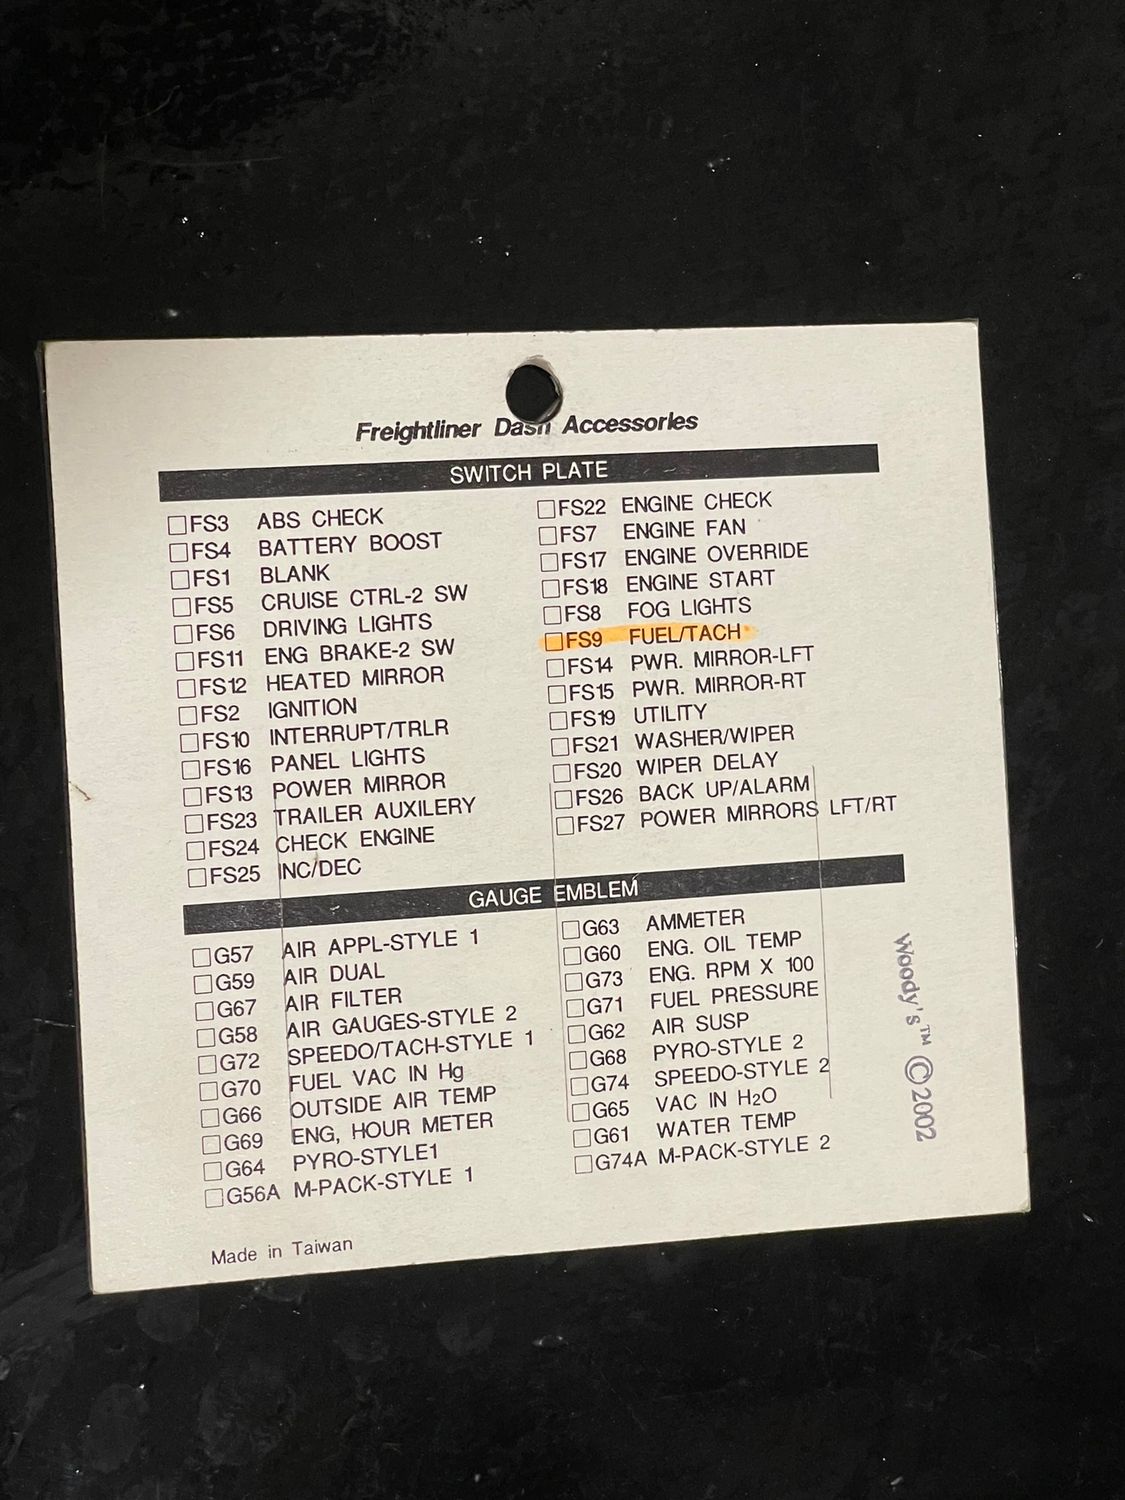 Freightliner Dash Accessories
SWITCH PLATE
FS3 ABS CHECK
FS4 BATTERY BOOST
FS1 BLANK
FS5 CRUISE CTRL-2 SW
FS6 DRIVING LIGHTS
FS11 ENG BRAKE-2 SW
FS12 HEATED MIRROR
FS2 IGNITION
FS10 INTERRUPT/TRLR
FS16 PANEL LIGHTS
FS13 POWER MIRROR
FS23 TRAILER AUXILERY
FS24 CHECK ENGINE
FS25 INC/DEC
FS22 ENGINE CHECK
FS7 ENGINE FAN
FS17 ENGINE OVERRIDE
FS18 ENGINE START
FS8 FOG LIGHTS
FS9 FUEL/TACH
FS14 PWR. MIRROR-LFT
FS15 PWR. MIRROR-RT
FS19 UTILITY
FS21 WASHER/WIPER
FS20 WIPER DELAY
FS26 BACK UP/ALARM
FS27 POWER MIRRORS LFT/RT
GAUGE EMBLEM
G57 AIR APPL-STYLE 1
G59 AIR DUAL
G67 AIR FILTER
G58 AIR GAUGES-STYLE 2
G72 SPEEDO/TACH-STYLE 1
G70 FUEL VAC IN Hg
G66 OUTSIDE AIR TEMP
G69 ENG, HOUR METER
G64 PYRO-STYLE1
G56A M-PACK-STYLE 1
G63 AMMETER
G60 ENG. OIL TEMP
G73 ENG. RPM X 100
G71 FUEL PRESSURE
G62 AIR SUSP
G68 PYRO-STYLE 2
G74 SPEEDO-STYLE 2
G65 VAC IN H2O
G61 WATER TEMP
G74A M-PACK-STYLE 2
Woody's™ ©2002
Made in Taiwan